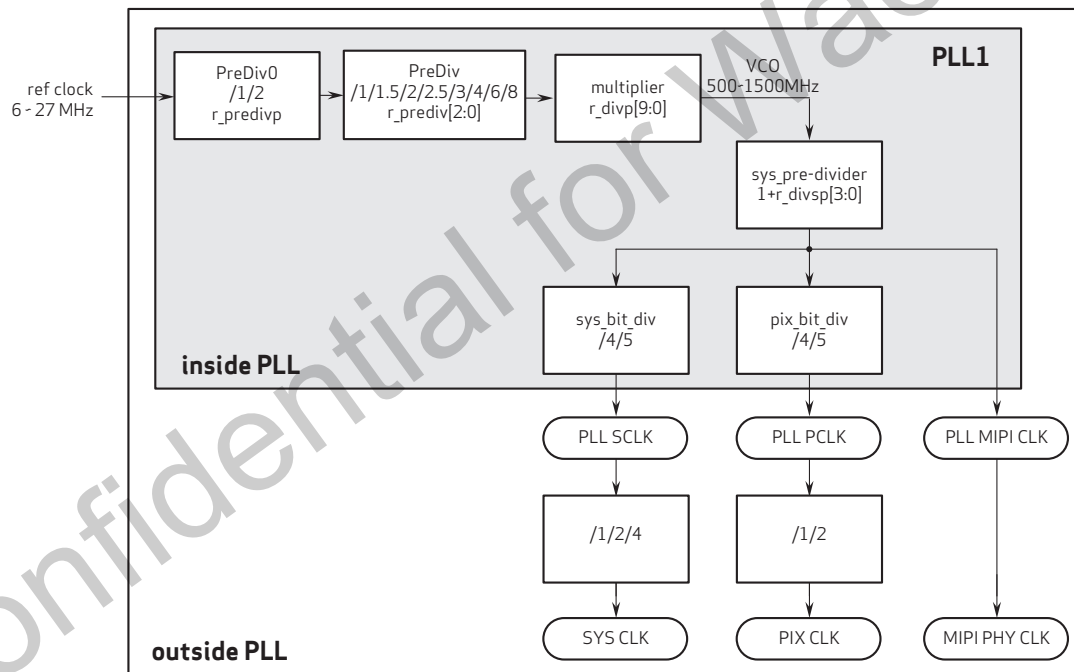 PLL1
ref clock
6 - 27 MHz
PreDiv0
/1/2
r_predivp
PreDiv
/1/1.5/2/2.5/3/4/6/8
r_prediv[2:0]
multiplier
r_divp[9:0]
VCO
500-1500MHz
sys_pre-divider
1+r_divsp[3:0]
sys_bit_div
/4/5
pix_bit_div
/4/5
inside PLL
PLL SCLK
PLL PCLK
PLL MIPI CLK
/1/2/4
/1/2
SYS CLK
PIX CLK
MIPI PHY CLK
outside PLL